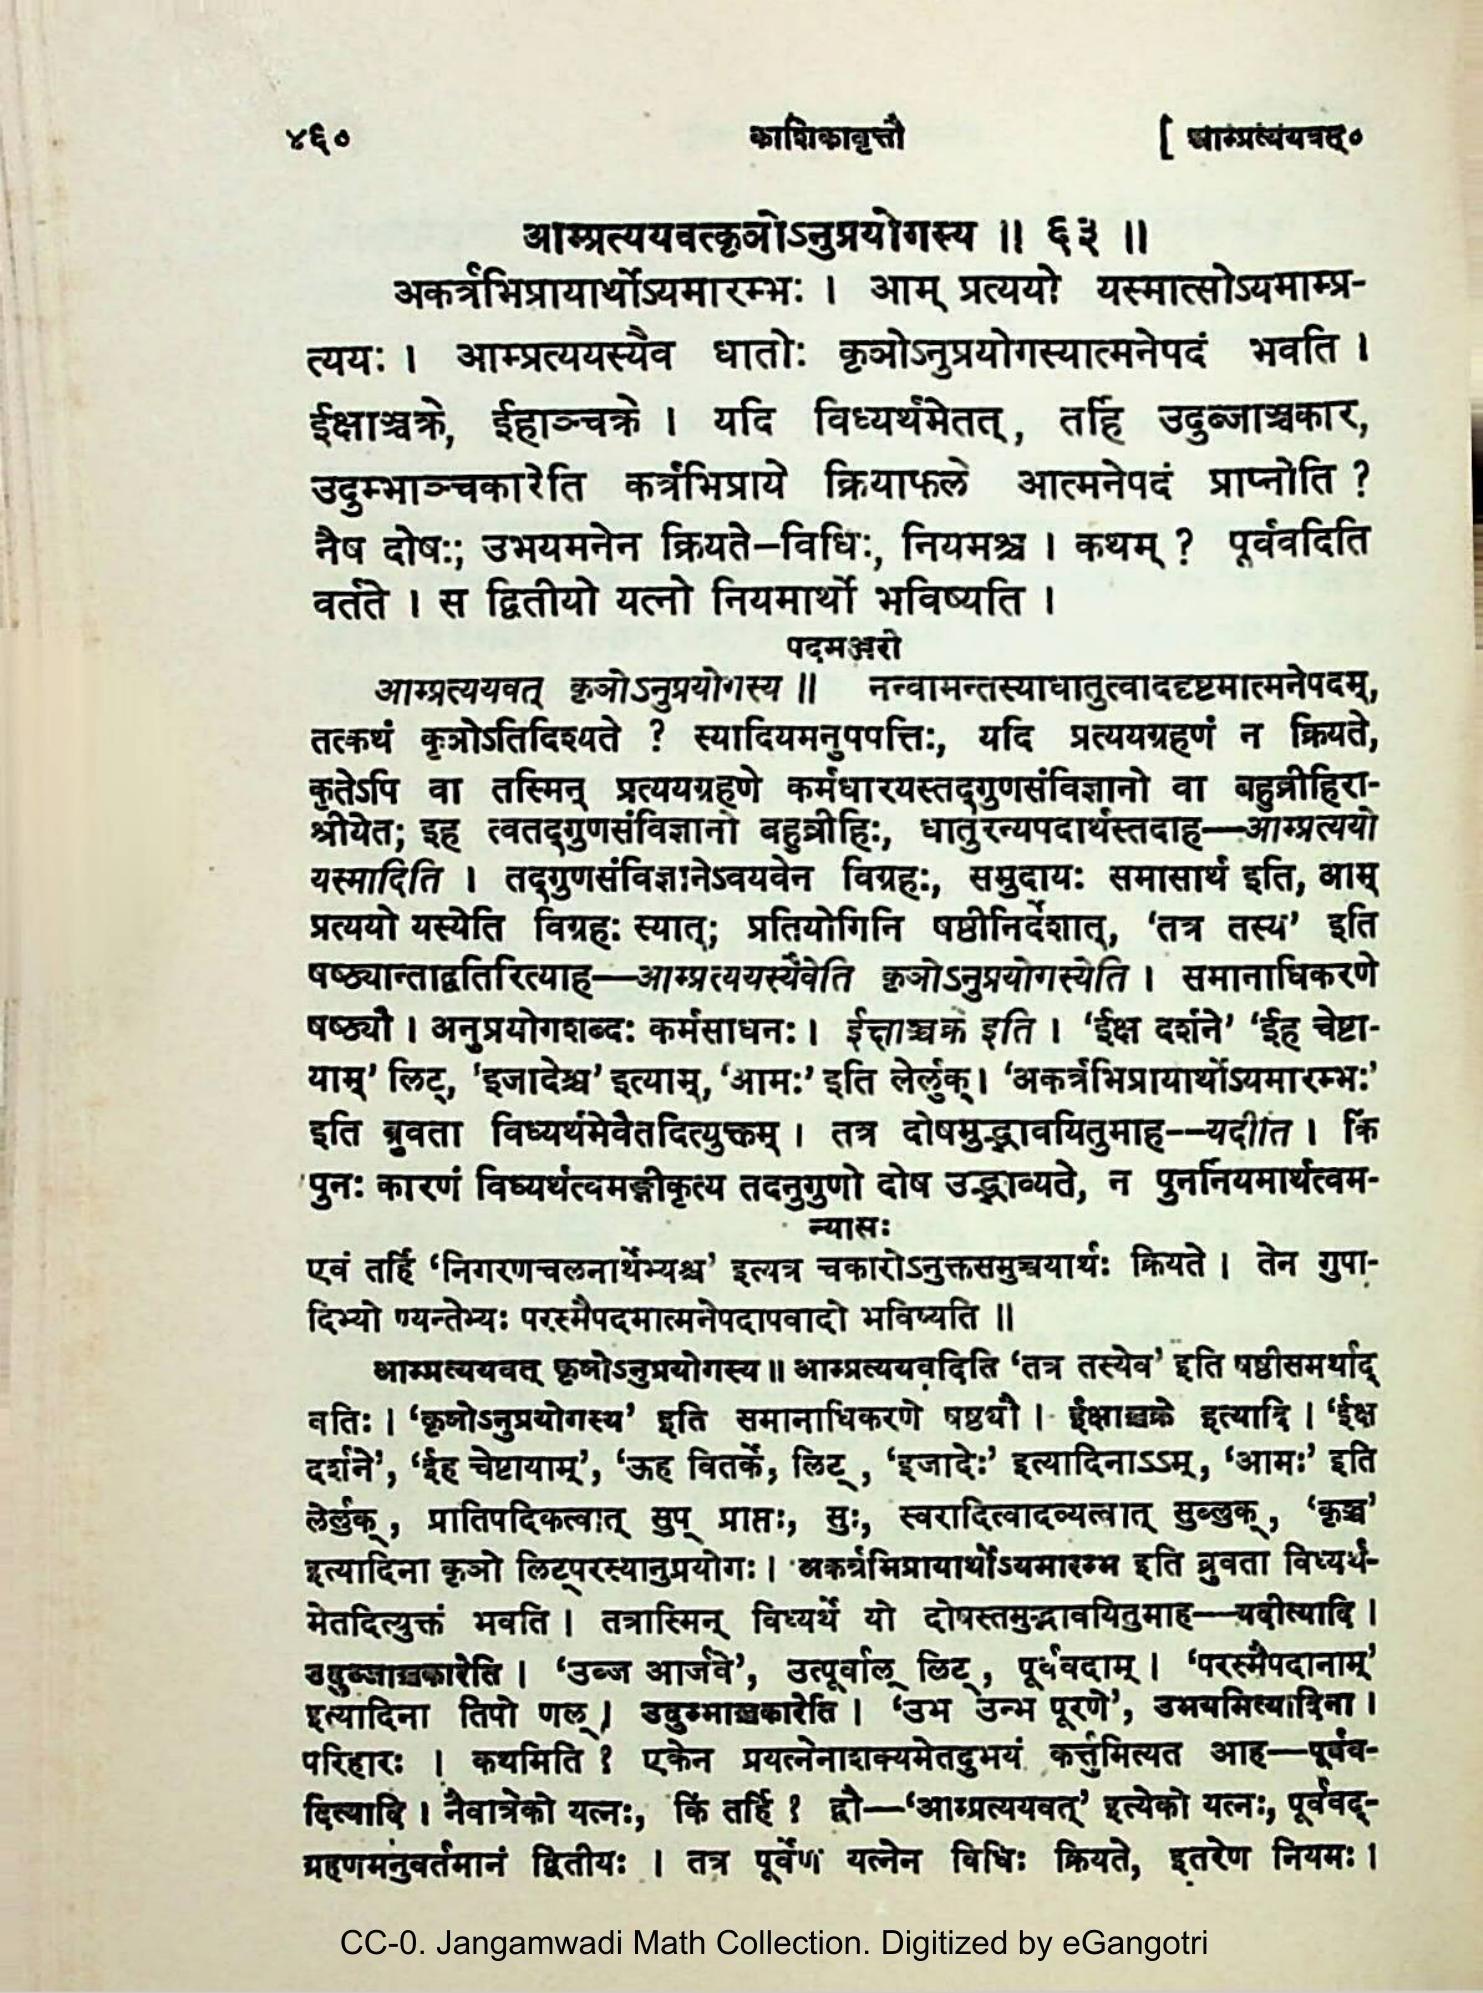 ४६० काशिकावृत्तौ [ आम्प्रत्ययवत्०
आम्प्रत्ययवत्कृञोऽनुप्रयोगस्य ॥ ६३ ॥
अकर्त्रभिप्रायार्थोऽयमारम्भः । आम् प्रत्ययो यस्मात्सोऽयमाम्प्र-
त्ययः । आम्प्रत्ययस्यैव धातोः कृञोऽनुप्रयोगस्यात्मनेपदं भवति ।
ईक्षाञ्चक्रे, ईहाञ्चक्रे । यदि विध्यर्थमेतत्, तर्हि उदुब्जाञ्चकार,
उदुम्भाञ्चकारेति कर्त्रभिप्राये क्रियाफले आत्मनेपदं प्राप्नोति ?
नैष दोषः; उभयमनेन क्रियते–विधिः, नियमश्च । कथम् ? पूर्ववदिति
वर्तते । स द्वितीयो यत्नो नियमार्थो भविष्यति ।
पदमञ्जरी
आम्प्रत्ययवत् कृञोऽनुप्रयोगस्य ॥ नन्वामन्तस्याधातुत्वाददृष्टमात्मनेपदम्,
तत्कथं कृञोऽतिदिश्यते ? स्यादियमनुपपत्तिः, यदि प्रत्ययग्रहणं न क्रियते,
कृतेऽपि वा तस्मिन् प्रत्ययग्रहणे कर्मधारयस्तद्गुणसंविज्ञानो वा बहुव्रीहिरा-
श्रीयेत; इह त्वतद्गुणसंविज्ञानो बहुव्रीहिः, धातुरन्यपदार्थस्तदाह—आम्प्रत्ययो
यस्मादिति । तद्गुणसंविज्ञानेऽवयवेन विग्रहः, समुदायः समासार्थ इति, आम्
प्रत्ययो यस्येति विग्रहः स्यात्; प्रतियोगिनि षष्ठीनिर्देशात्, ‘तत्र तस्य’ इति
षष्ठ्यान्ताद्वतिरित्याह—आम्प्रत्ययस्यैवेति कृञोऽनुप्रयोगस्येति । समानाधिकरणे
षष्ठ्यौ । अनुप्रयोगशब्दः कर्मसाधनः । ईक्षाञ्चक्र इति । ‘ईक्ष दर्शने’ ‘ईह चेष्टा-
याम्’ लिट्, ‘इजादेश्च’ इत्याम्, ‘आमः’ इति लेर्लुक् । ‘अकर्त्रभिप्रायार्थोऽयमारम्भः’
इति ब्रुवता विध्यर्थमेवैतदित्युक्तम् । तत्र दोषमुद्भावयितुमाह—यदीति । किं
पुनः कारणं विध्यर्थत्वमङ्गीकृत्य तदनुगुणो दोष उद्भाव्यते, न पुनर्नियमार्थत्वम-
न्यासः
एवं तर्हि ‘निगरणचलनार्थेभ्यश्च’ इत्यत्र चकारोऽनुक्तसमुच्चयार्थः क्रियते । तेन गुपा-
दिभ्यो ण्यन्तेभ्यः परस्मैपदमात्मनेपदापवादो भविष्यति ॥
आम्प्रत्ययवत् कृञोऽनुप्रयोगस्य ॥ आम्प्रत्ययवदिति ‘तत्र तस्येव’ इति षष्ठीसमर्थाद्
वतिः । ‘कृञोऽनुप्रयोगस्य’ इति समानाधिकरणे षष्ठयौ । ईक्षाञ्चक्रे इत्यादि । ‘ईक्ष
दर्शने’, ‘ईह चेष्टायाम्’, ‘ऊह वितर्के, लिट्, ‘इजादेः’ इत्यादिनाऽऽम्, ‘आमः’ इति
लेर्लुक्, प्रातिपदिकत्वात् सुप् प्राप्तः, सुः, स्वरादित्वादव्यत्वात् सुब्लुक्, ‘कृञ्च’
इत्यादिना कृञो लिट्परस्यानुप्रयोगः । अकर्त्रभिप्रायार्थोऽयमारम्भ इति ब्रुवता विध्यर्थ-
मेतदित्युक्तं भवति । तत्रास्मिन् विध्यर्थे यो दोषस्तमुद्भावयितुमाह—यदीत्यादि ।
उदुब्जाञ्चकारेति । ‘उब्ज आर्जवे’, उत्पूर्वाल् लिट्, पूर्ववदाम् । ‘परस्मैपदानाम्’
इत्यादिना तिपो णल् । उदुम्भाञ्चकारेति । ‘उभ उन्भ पूरणे’, उभयमित्यादिना ।
परिहारः । कथमिति ? एकेन प्रयत्नेनाशक्यमेतदुभयं कर्त्तुमित्यत आह—पूर्वव-
दित्यादि । नैवात्रेको यत्नः, किं तर्हि ? द्वौ—‘आम्प्रत्ययवत्’ इत्येको यत्नः, पूर्ववद्-
ग्रहणमनुवर्तमानं द्वितीयः । तत्र पूर्वेण यत्नेन विधिः क्रियते, इतरेण नियमः ।
CC-0. Jangamwadi Math Collection. Digitized by eGangotri